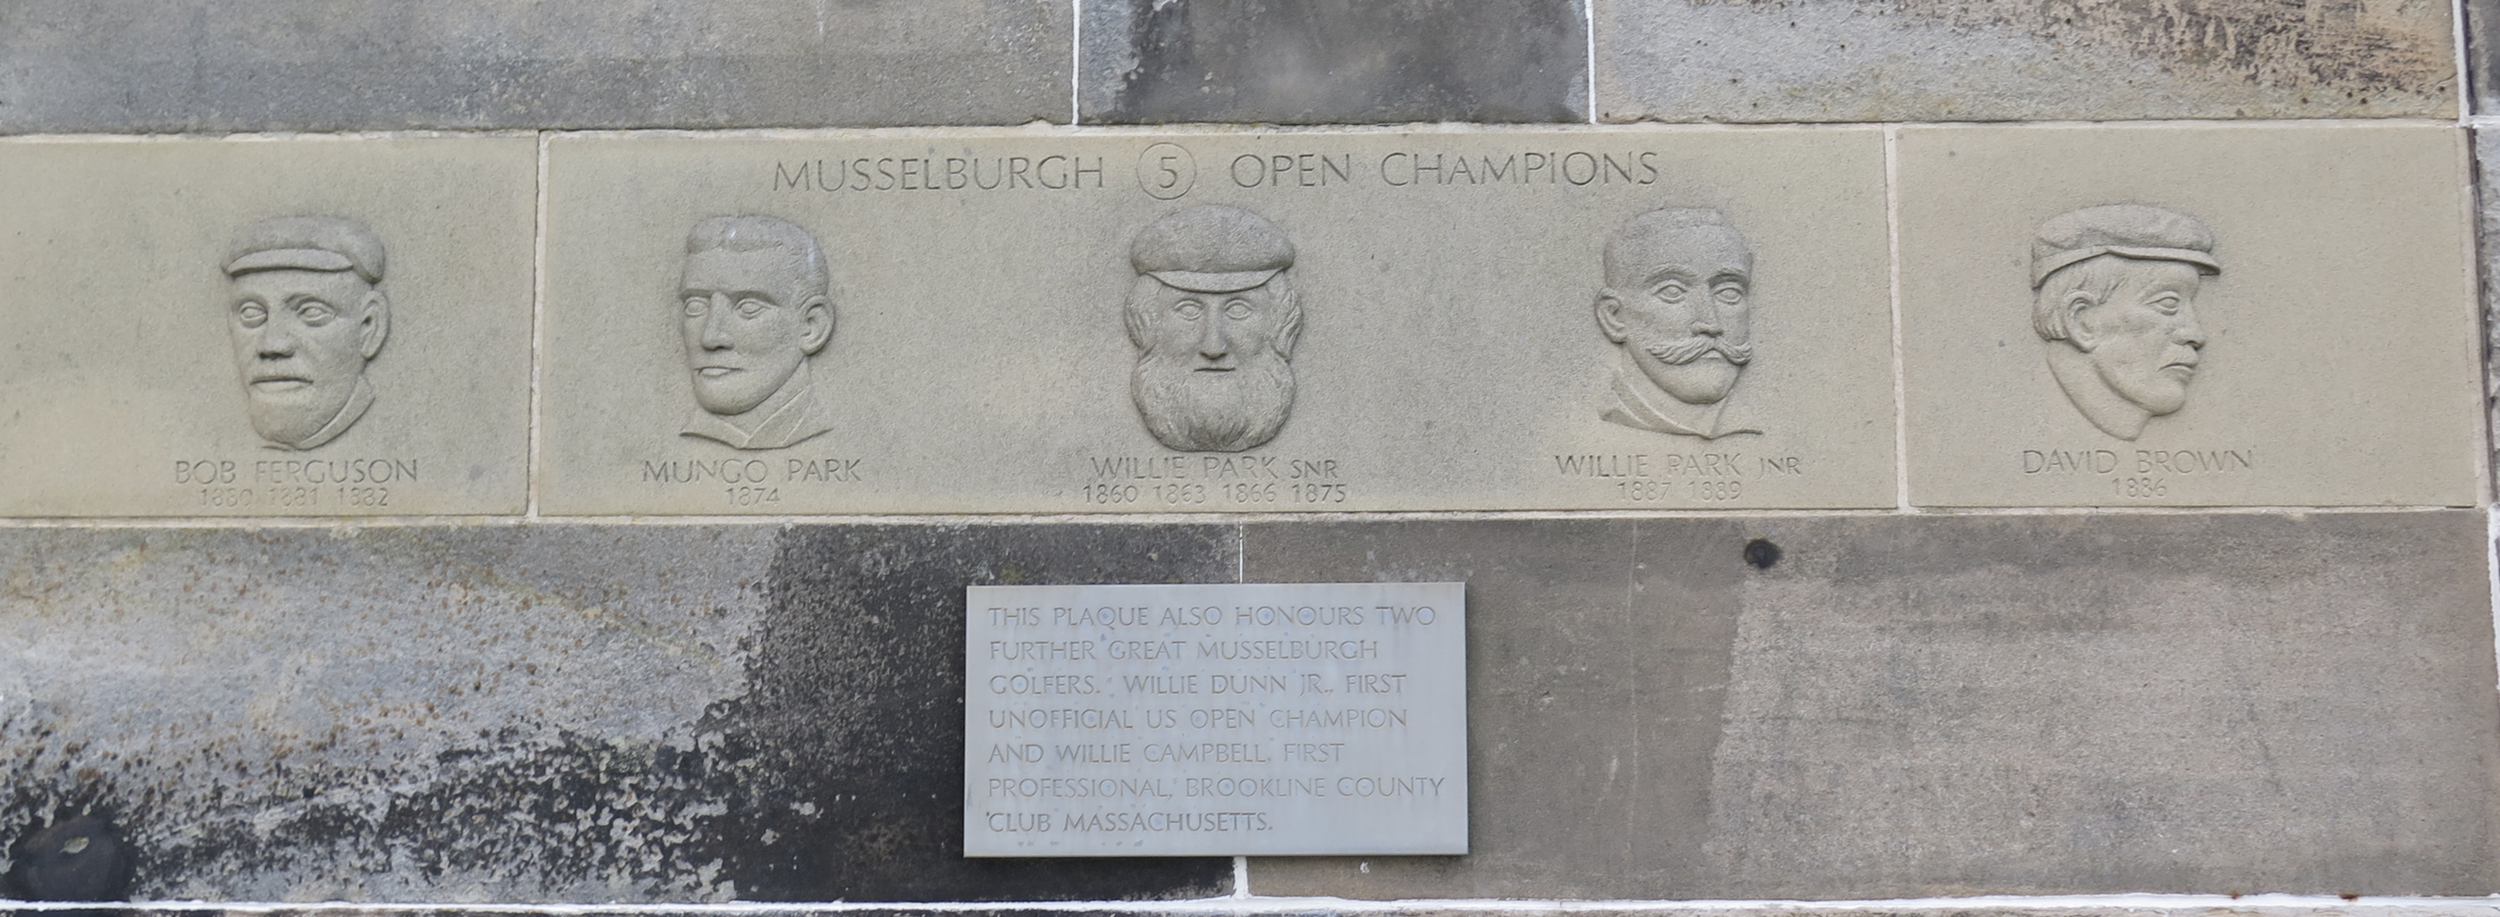 MUSSELBURGH 5 OPEN CHAMPIONS
BOB FERGUSON
1880 1881 1882
MUNGO PARK
1874
WILLIE PARK SNR
1860 1863 1866 1875
WILLIE PARK JNR
1887 1889
DAVID BROWN
1886
THIS PLAQUE ALSO HONOURS TWO
FURTHER GREAT MUSSELBURGH
GOLFERS. WILLIE DUNN JR., FIRST
UNOFFICIAL US OPEN CHAMPION
AND WILLIE CAMPBELL, FIRST
PROFESSIONAL, BROOKLINE COUNTY
CLUB MASSACHUSETTS.